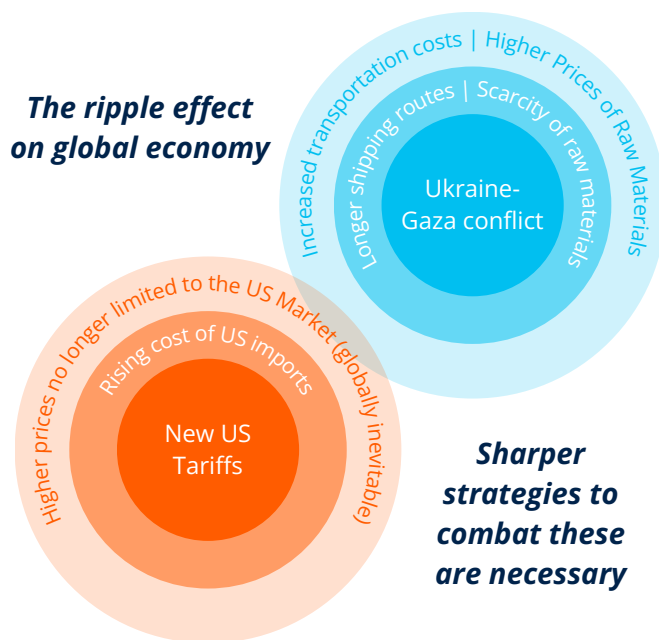 The ripple effect
on global economy
Increased transportation costs | Higher Prices of Raw Materials
Longer shipping routes | Scarcity of raw materials
Ukraine-
Gaza conflict
Higher prices no longer limited to the US Market (globally inevitable)
Rising cost of US imports
New US
Tariffs
Sharper
strategies to
combat these
are necessary